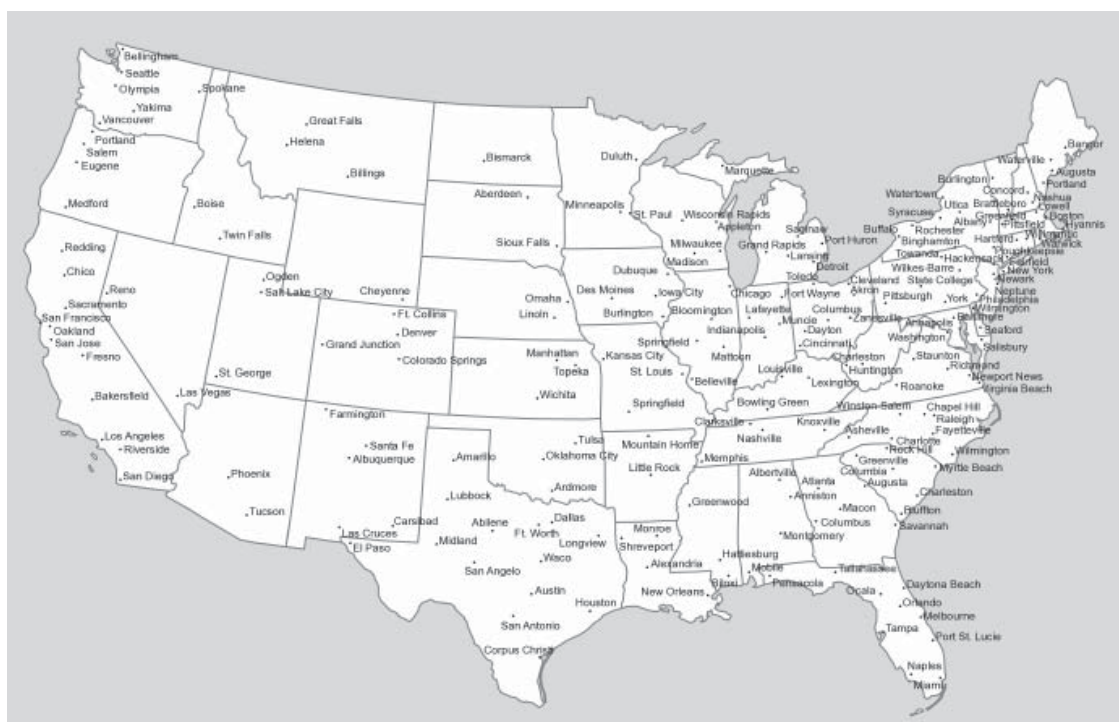 Bellingham
Seattle
Olympia
Spokane
Yakima
Vancouver
Portland
Salem
Eugene
Medford
Great Falls
Helena
Billings
Boise
Twin Falls
Bismarck
Aberdeen
Sioux Falls
Duluth
Minneapolis
St. Paul
Marquette
Wisconsin Rapids
Appleton
Milwaukee
Madison
Saginaw
Grand Rapids
Port Huron
Lansing
Detroit
Toledo
Redding
Chico
Reno
Sacramento
San Francisco
Oakland
San Jose
Fresno
Bakersfield
Los Angeles
Riverside
San Diego
Las Vegas
Ogden
Salt Lake City
St. George
Cheyenne
Ft. Collina
Denver
Grand Junction
Colorado Springs
Omaha
Linoln
Dubuque
Des Moines
Iowa City
Burlington
Manhattan
Topeka
Wichita
Kansas City
St. Louis
Springfield
Chicago
Bloomington
Springfield
Mattoon
Belleville
Fort Wayne
Lafayette
Muncie
Indianapolis
Cleveland
Akron
Columbus
Dayton
Cincinnati
Zanesville
Louisville
Lexington
Bowling Green
Charleston
Huntington
Farmington
Santa Fe
Albuquerque
Las Cruces
Carlsbad
Phoenix
Tucson
El Paso
Amarillo
Lubbock
Midland
Abilene
San Angelo
Ft. Worth
Dallas
Longview
Waco
Austin
Houston
San Antonio
Corpus Christi
Tulsa
Oklahoma City
Ardmore
Mountain Home
Little Rock
Monroe
Shreveport
Alexandria
New Orleans
Clarksville
Nashville
Knoxville
Memphis
Greenwood
Hattiesburg
Biloxi
Albertville
Anniston
Montgomery
Mobile
Atlanta
Macon
Columbus
Augusta
Savannah
Tallahassee
Pensacola
Daytona Beach
Ocala
Orlando
Melbourne
Tampa
Port St. Lucie
Naples
Miami
Winston Salem
Chapel Hill
Raleigh
Fayetteville
Asheville
Charlotte
Wilmington
Rock Hill
Greenville
Columbia
Myrtle Beach
Charleston
Bluffton
Staunton
Richmond
Newport News
Virginia Beach
Roanoke
Annapolis
Washington
Baltimore
Seaford
Salisbury
Wilmington
Philadelphia
Neptune
Newark
New York
Fairfield
Hackensack
Poughkeepsie
Wilkes-Barre
State College
Pittsburgh
York
Towanda
Binghamton
Rochester
Buffalo
Syracuse
Utica
Albany
Watertown
Burlington
Brattleboro
Concord
Nashua
Lowell
Boston
Hyannis
Greenfield
Pittsfield
Hartford
Willimantic
Warwick
Waterville
Bangor
Augusta
Portland